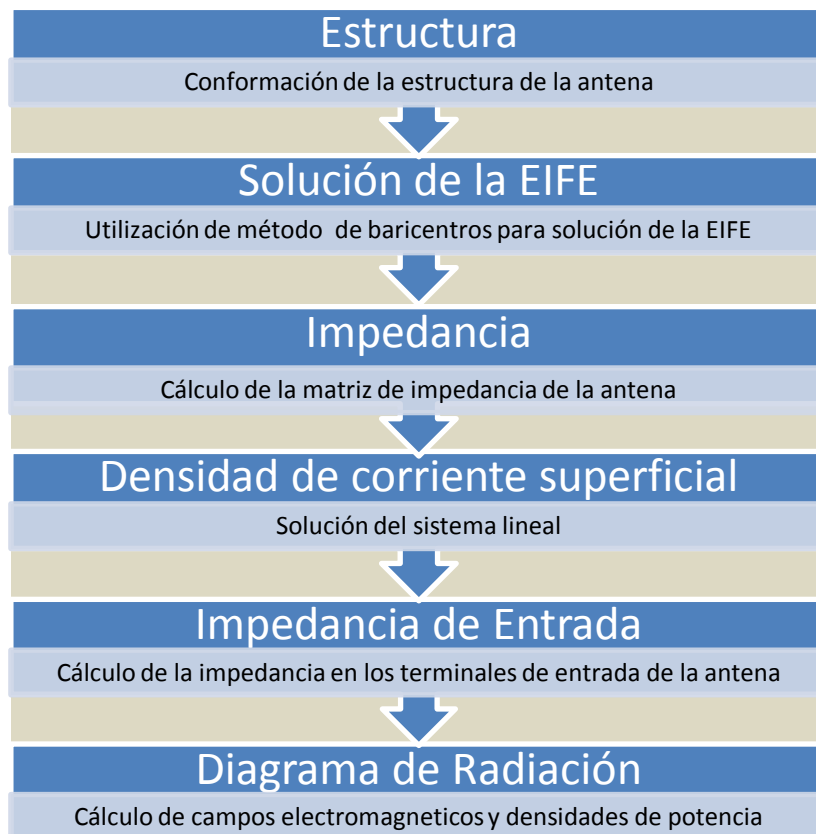 Estructura
Conformación de la estructura de la antena
Solución de la EIFE
Utilización de método de baricentros para solución de la EIFE
Impedancia
Cálculo de la matriz de impedancia de la antena
Densidad de corriente superficial
Solución del sistema lineal
Impedancia de Entrada
Cálculo de la impedancia en los terminales de entrada de la antena
Diagrama de Radiación
Cálculo de campos electromagneticos y densidades de potencia